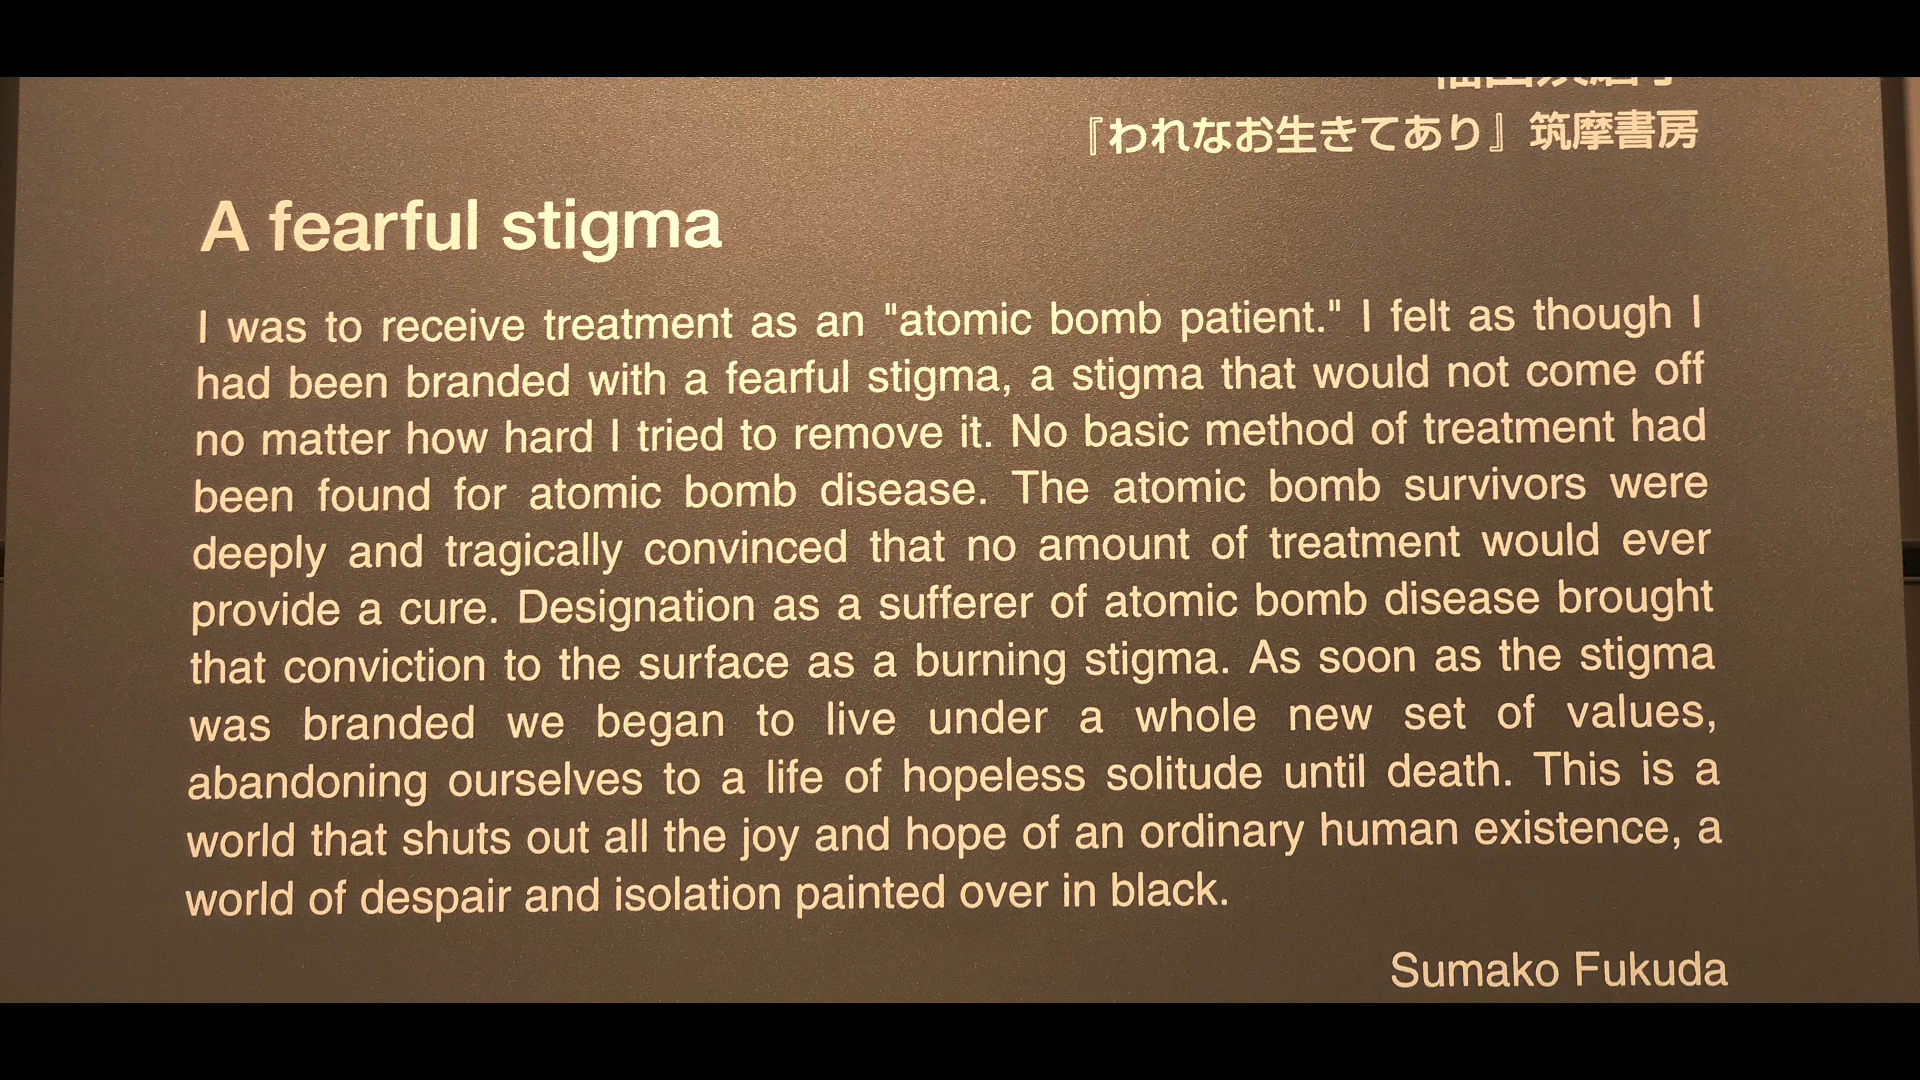 『われなお生きてあり』筑摩書房
A fearful stigma
I was to receive treatment as an "atomic bomb patient." I felt as though I
had been branded with a fearful stigma, a stigma that would not come off
no matter how hard I tried to remove it. No basic method of treatment had
been found for atomic bomb disease. The atomic bomb survivors were
deeply and tragically convinced that no amount of treatment would ever
provide a cure. Designation as a sufferer of atomic bomb disease brought
that conviction to the surface as a burning stigma. As soon as the stigma
was branded we began to live under a whole new set of values,
abandoning ourselves to a life of hopeless solitude until death. This is a
world that shuts out all the joy and hope of an ordinary human existence, a
world of despair and isolation painted over in black.
Sumako Fukuda